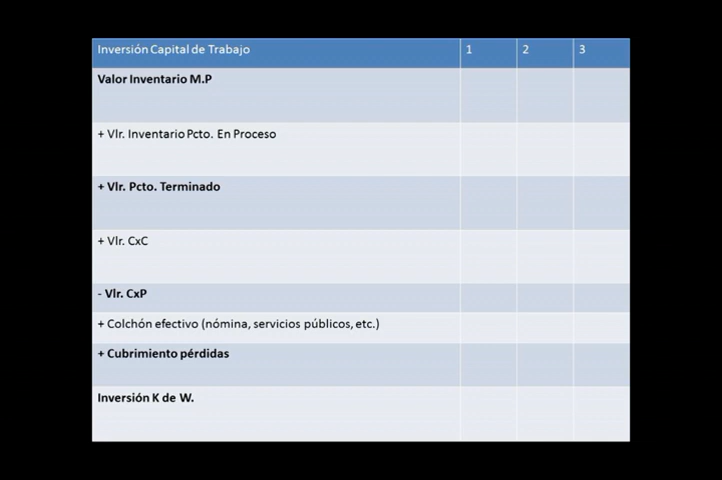 Inversión Capital de Trabajo 1 2 3
Valor Inventario M.P
+ Vlr. Inventario Pcto. En Proceso
+ Vlr. Pcto. Terminado
+ Vlr. CxC
- Vlr. CxP
+ Colchón efectivo (nómina, servicios públicos, etc.)
+ Cubrimiento pérdidas
Inversión K de W.